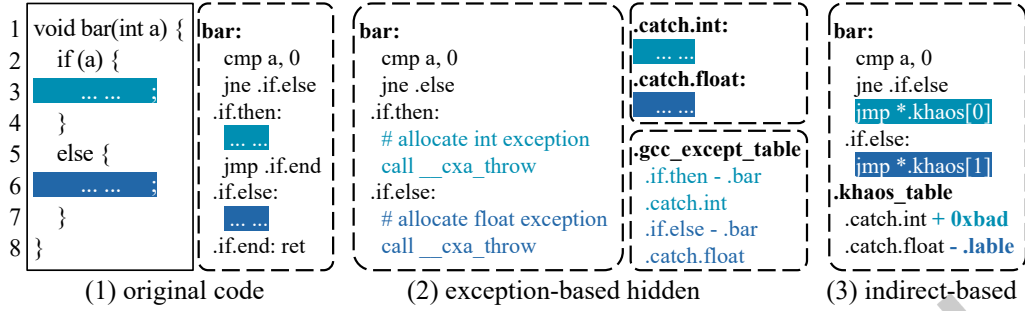 1 void bar(int a) {
2 if (a) {
3 ... ... ;
4 }
5 else {
6 ... ... ;
7 }
8 }
bar:
cmp a, 0
jne .if.else
.if.then:
... ...
jmp .if.end
.if.else:
... ...
.if.end: ret
(1) original code
bar:
cmp a, 0
jne .else
.if.then:
# allocate int exception
call __cxa_throw
.if.else:
# allocate float exception
call __cxa_throw
.catch.int:
... ...
.catch.float:
... ...
.gcc_except_table
.if.then - .bar
.catch.int
.if.else - .bar
.catch.float
(2) exception-based hidden
bar:
cmp a, 0
jne .if.else
jmp *.khaos[0]
.if.else:
jmp *.khaos[1]
.khaos_table
.catch.int + 0xbad
.catch.float - .lable
(3) indirect-based